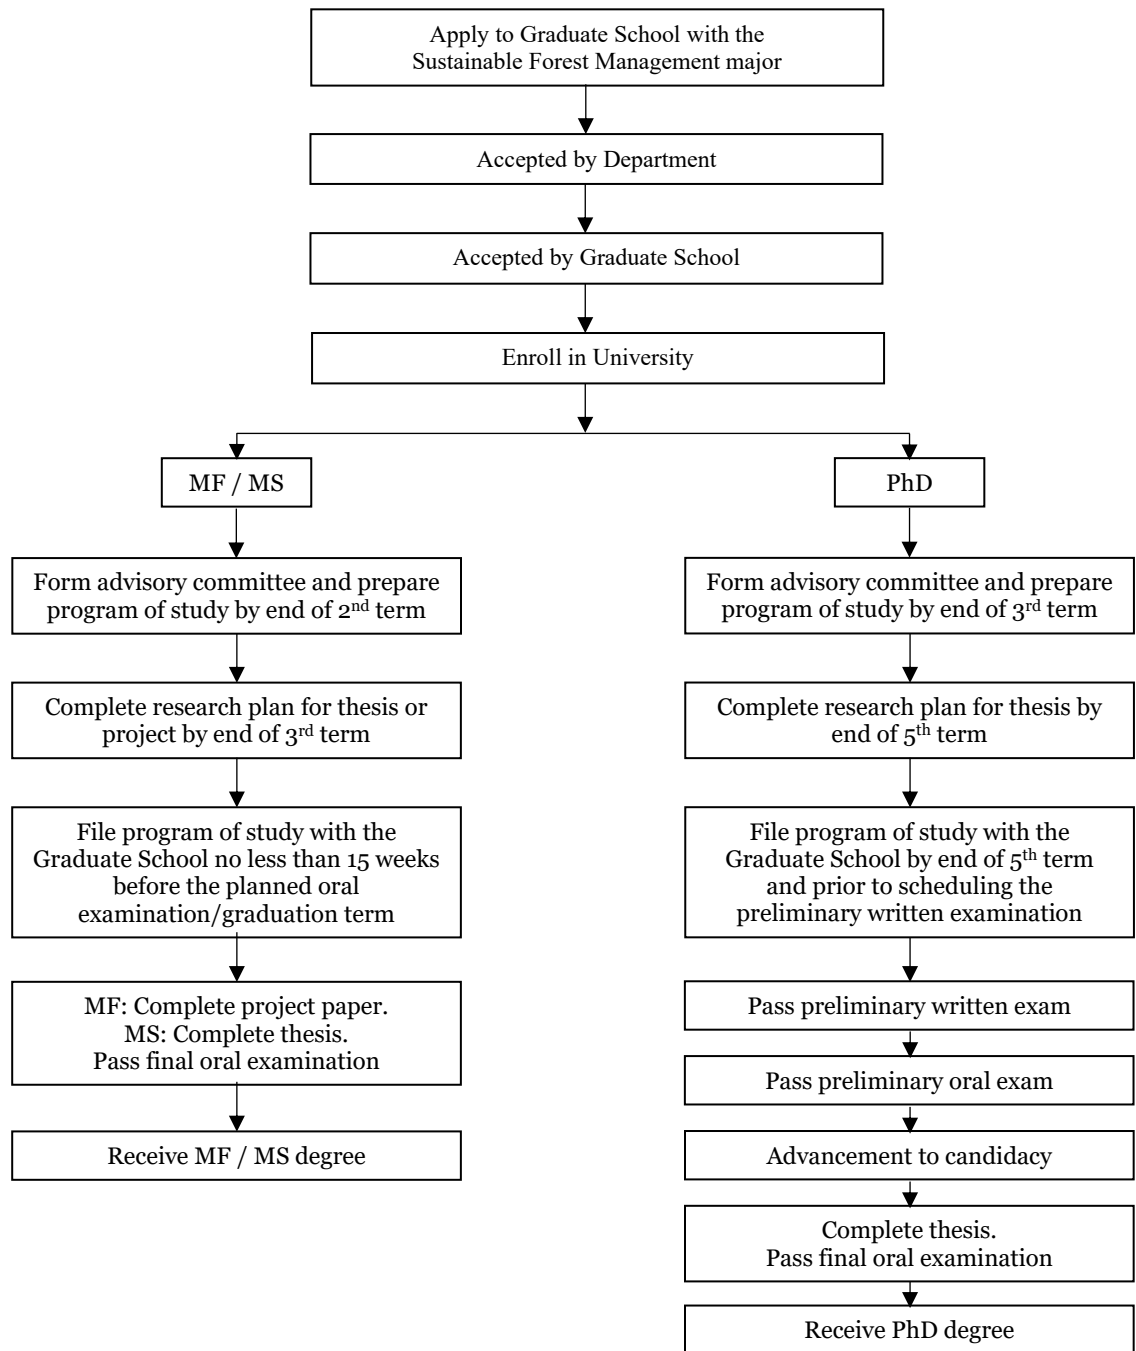 Apply to Graduate School with the
Sustainable Forest Management major
Accepted by Department
Accepted by Graduate School
Enroll in University
MF / MS
Form advisory committee and prepare
program of study by end of 2nd term
Complete research plan for thesis or
project by end of 3rd term
File program of study with the
Graduate School no less than 15 weeks
before the planned oral
examination/graduation term
MF: Complete project paper.
MS: Complete thesis.
Pass final oral examination
Receive MF / MS degree
PhD
Form advisory committee and prepare
program of study by end of 3rd term
Complete research plan for thesis by
end of 5th term
File program of study with the
Graduate School by end of 5th term
and prior to scheduling the
preliminary written examination
Pass preliminary written exam
Pass preliminary oral exam
Advancement to candidacy
Complete thesis.
Pass final oral examination
Receive PhD degree